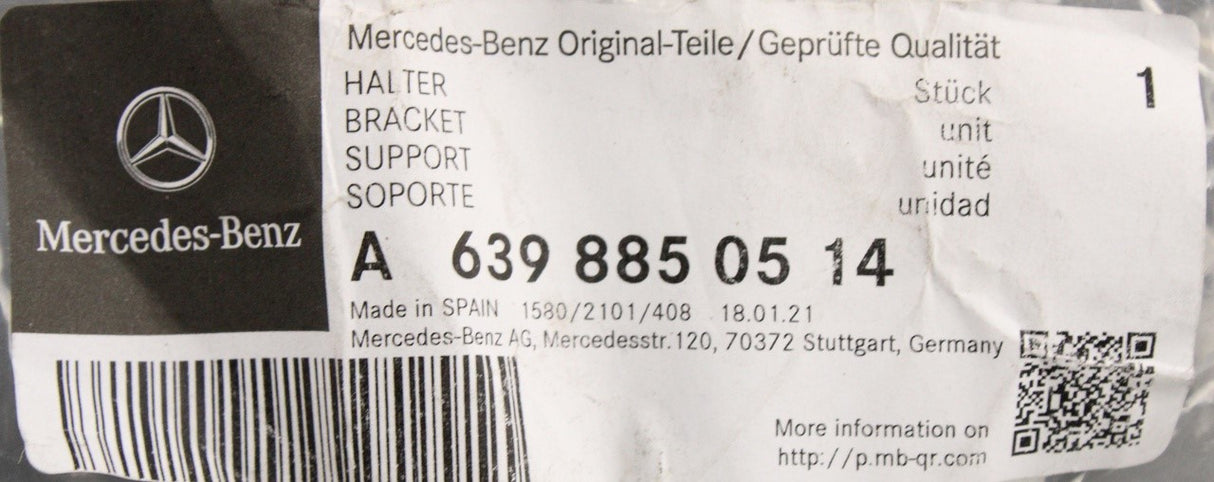 Mercedes-Benz
Mercedes-Benz Original-Teile/Geprüfte Qualität
HALTER Stück 1
BRACKET unit
SUPPORT unité
SOPORTE unidad
A 639 885 05 14
Made in SPAIN 1580/2101/408 18.01.21
Mercedes-Benz AG, Mercedesstr.120, 70372 Stuttgart, Germany
More information on
http://p.mb-qr.com